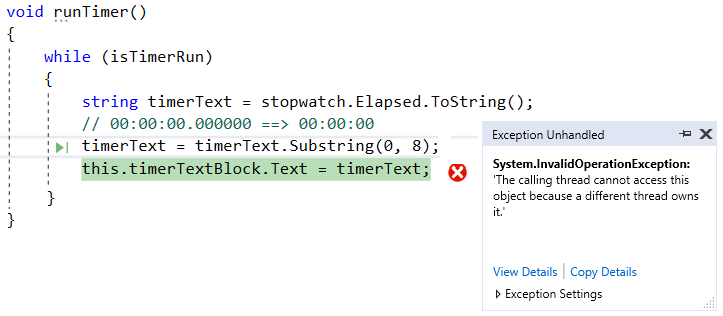 void runTimer()
{
while (isTimerRun)
{
string timerText = stopwatch.Elapsed.ToString();
// 00:00:00.000000 ==> 00:00:00
timerText = timerText.Substring(0, 8);
this.timerTextBlock.Text = timerText;
}
}
Exception Unhandled
System.InvalidOperationException:
'The calling thread cannot access this
object because a different thread owns
it.'
View Details | Copy Details
Exception Settings